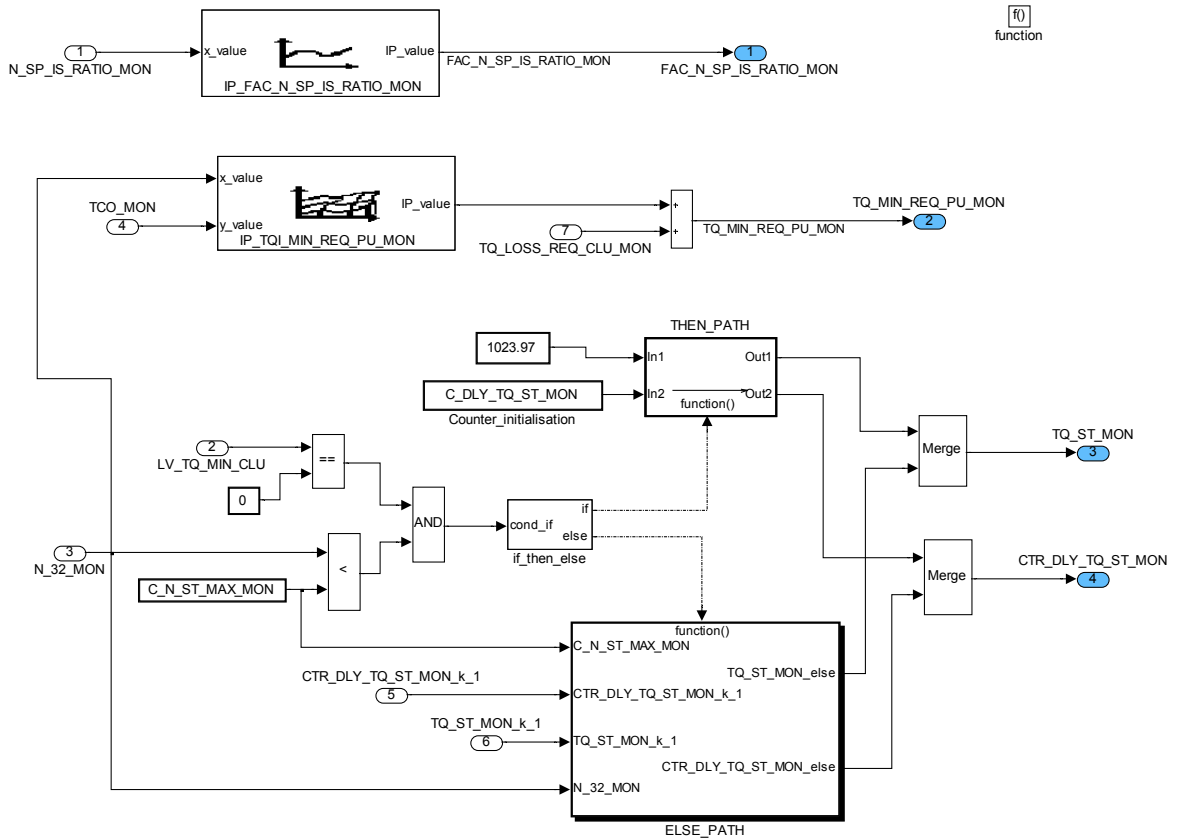 f()
function
1
N_SP_IS_RATIO_MON
x_value
IP_value
IP_FAC_N_SP_IS_RATIO_MON
FAC_N_SP_IS_RATIO_MON
1
FAC_N_SP_IS_RATIO_MON
x_value
TCO_MON
4
y_value
IP_value
IP_TQI_MIN_REQ_PU_MON
7
TQ_LOSS_REQ_CLU_MON
+
+
TQ_MIN_REQ_PU_MON
TQ_MIN_REQ_PU_MON
2
THEN_PATH
1023.97
In1
Out1
C_DLY_TQ_ST_MON
Counter_initialisation
In2
Out2
function()
2
LV_TQ_MIN_CLU
0
==
AND
cond_if
if
else
if_then_else
Merge
TQ_ST_MON
3
3
N_32_MON
C_N_ST_MAX_MON
<
Merge
CTR_DLY_TQ_ST_MON
4
function()
C_N_ST_MAX_MON
CTR_DLY_TQ_ST_MON_k_1
5
CTR_DLY_TQ_ST_MON_k_1
TQ_ST_MON_else
TQ_ST_MON_k_1
6
TQ_ST_MON_k_1
CTR_DLY_TQ_ST_MON_else
N_32_MON
ELSE_PATH